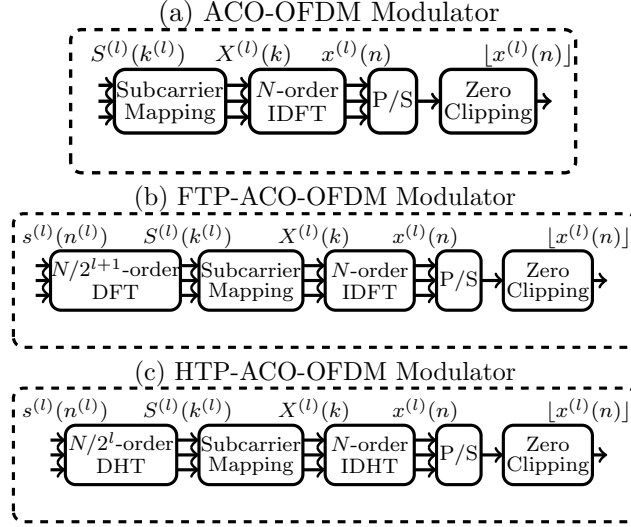 (a) ACO-OFDM Modulator
S^{(l)}(k^{(l)}) X^{(l)}(k) x^{(l)}(n) ⌊x^{(l)}(n)⌋
Subcarrier Mapping
N-order IDFT
P/S
Zero Clipping
(b) FTP-ACO-OFDM Modulator
s^{(l)}(n^{(l)}) S^{(l)}(k^{(l)}) X^{(l)}(k) x^{(l)}(n) ⌊x^{(l)}(n)⌋
N/2^{l+1}-order DFT
Subcarrier Mapping
N-order IDFT
P/S
Zero Clipping
(c) HTP-ACO-OFDM Modulator
s^{(l)}(n^{(l)}) S^{(l)}(k^{(l)}) X^{(l)}(k) x^{(l)}(n) ⌊x^{(l)}(n)⌋
N/2^l-order DHT
Subcarrier Mapping
N-order IDHT
P/S
Zero Clipping